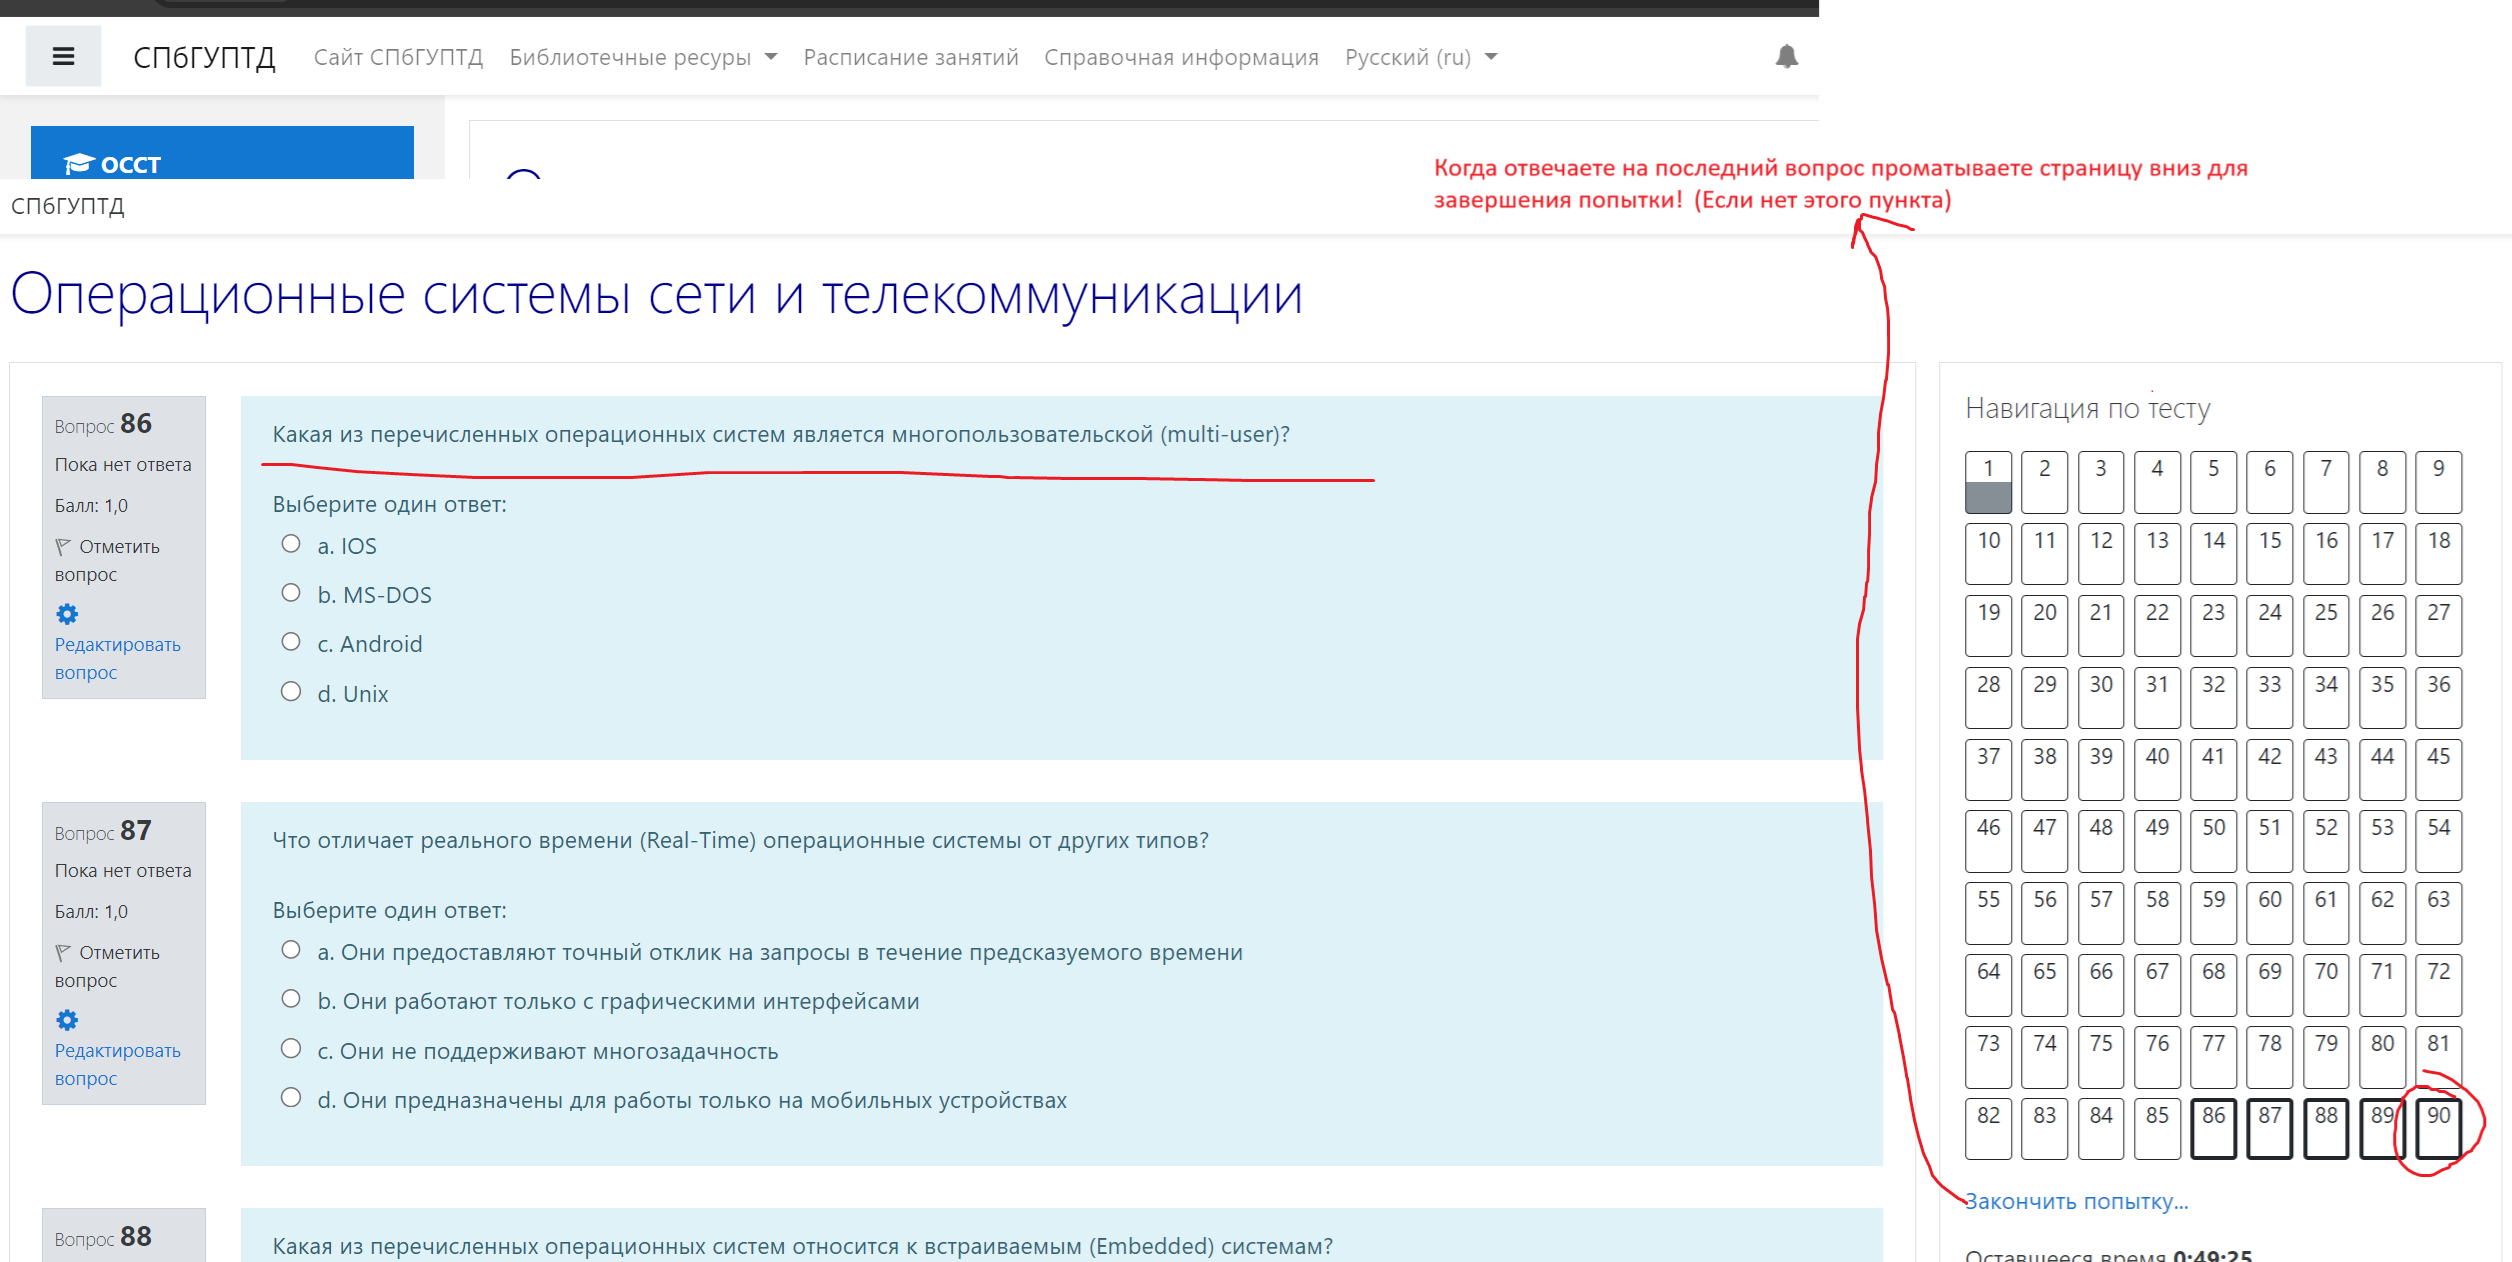 СПбГУПТД Сайт СПбГУПТД Библиотечные ресуры Расписание занятий Справочная информация Русский (ru)
ОССТ
Когда отвечаете на последний вопрос проматываете страницу вниз для
завершения попытки! (Если нет этого пункта)
СПбГУПТД
Операционные системы сети и телекоммуникации
Вопрос 86
Пока нет ответа
Балл: 1,0
Отметить
вопрос
Редактировать
вопрос
Какая из перечисленных операционных систем является многопользовательской (multi-user)?
Выберите один ответ:
a. IOS
b. MS-DOS
c. Android
d. Unix
Вопрос 87
Пока нет ответа
Балл: 1,0
Отметить
вопрос
Редактировать
вопрос
Что отличает реального времени (Real-Time) операционные системы от других типов?
Выберите один ответ:
a. Они предоставляют точный отклик на запросы в течение предсказуемого времени
b. Они работают только с графическими интерфейсами
c. Они не поддерживают многозадачность
d. Они предназначены для работы только на мобильных устройствах
Вопрос 88
Какая из перечисленных операционных систем относится к встраиваемым (Embedded) системам?
Навигация по тесту
1 2 3 4 5 6 7 8 9
10 11 12 13 14 15 16 17 18
19 20 21 22 23 24 25 26 27
28 29 30 31 32 33 34 35 36
37 38 39 40 41 42 43 44 45
46 47 48 49 50 51 52 53 54
55 56 57 58 59 60 61 62 63
64 65 66 67 68 69 70 71 72
73 74 75 76 77 78 79 80 81
82 83 84 85 86 87 88 89 90
Закончить попытку...
Оставшееся время 0:49:25